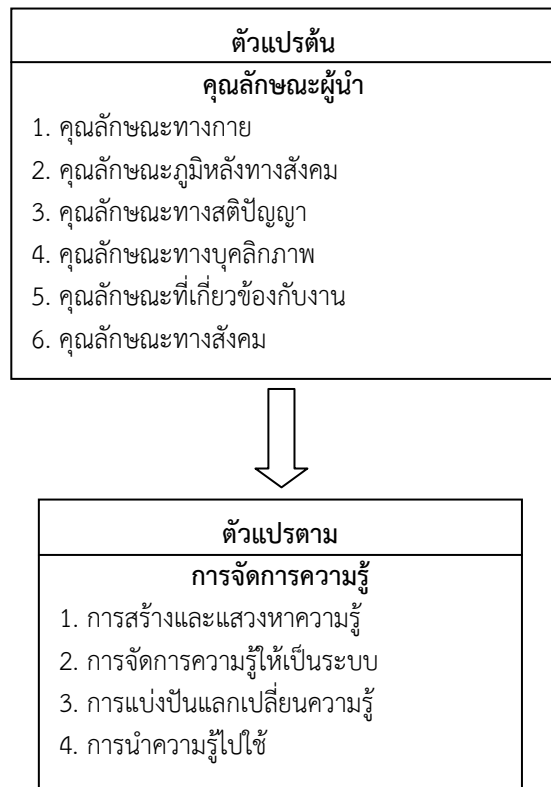 ตัวแปรต้น
คุณลักษณะผู้นำ
1. คุณลักษณะทางกาย
2. คุณลักษณะภูมิหลังทางสังคม
3. คุณลักษณะทางสติปัญญา
4. คุณลักษณะทางบุคลิกภาพ
5. คุณลักษณะที่เกี่ยวข้องกับงาน
6. คุณลักษณะทางสังคม
ตัวแปรตาม
การจัดการความรู้
1. การสร้างและแสวงหาความรู้
2. การจัดการความรู้ให้เป็นระบบ
3. การแบ่งปันแลกเปลี่ยนความรู้
4. การนำความรู้ไปใช้